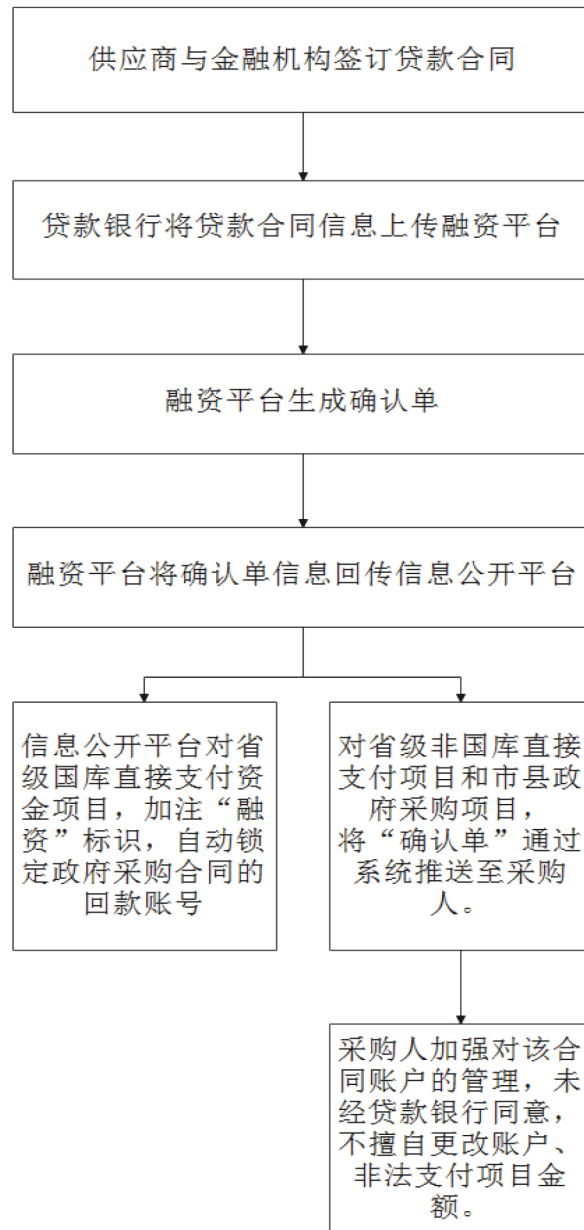 供应商与金融机构签订贷款合同
贷款银行将贷款合同信息上传融资平台
融资平台生成确认单
融资平台将确认单信息回传信息公开平台
信息公开平台对省
级国库直接支付资
金项目，加注“融
资”标识，自动锁
定政府采购合同的
回款账号
对省级非国库直接
支付项目和市县政
府采购项目，
将“确认单”通过
系统推送至采购
人。
采购人加强对该合
同账户的管理，未
经贷款银行同意，
不擅自更改账户、
非法支付项目金
额。